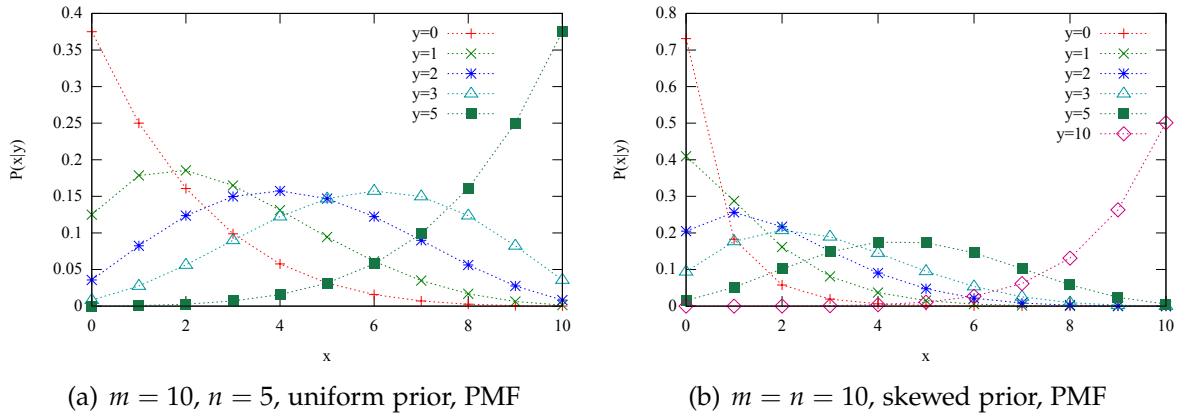 0.4
0.35
0.3
0.25
0.2
0.15
0.1
0.05
0
P(x|y)
0 2 4 6 8 10
x
y=0
y=1
y=2
y=3
y=5
0.8
0.7
0.6
0.5
0.4
0.3
0.2
0.1
0
P(x|y)
0 2 4 6 8 10
x
y=0
y=1
y=2
y=3
y=5
y=10
(a) m = 10, n = 5, uniform prior, PMF
(b) m = n = 10, skewed prior, PMF